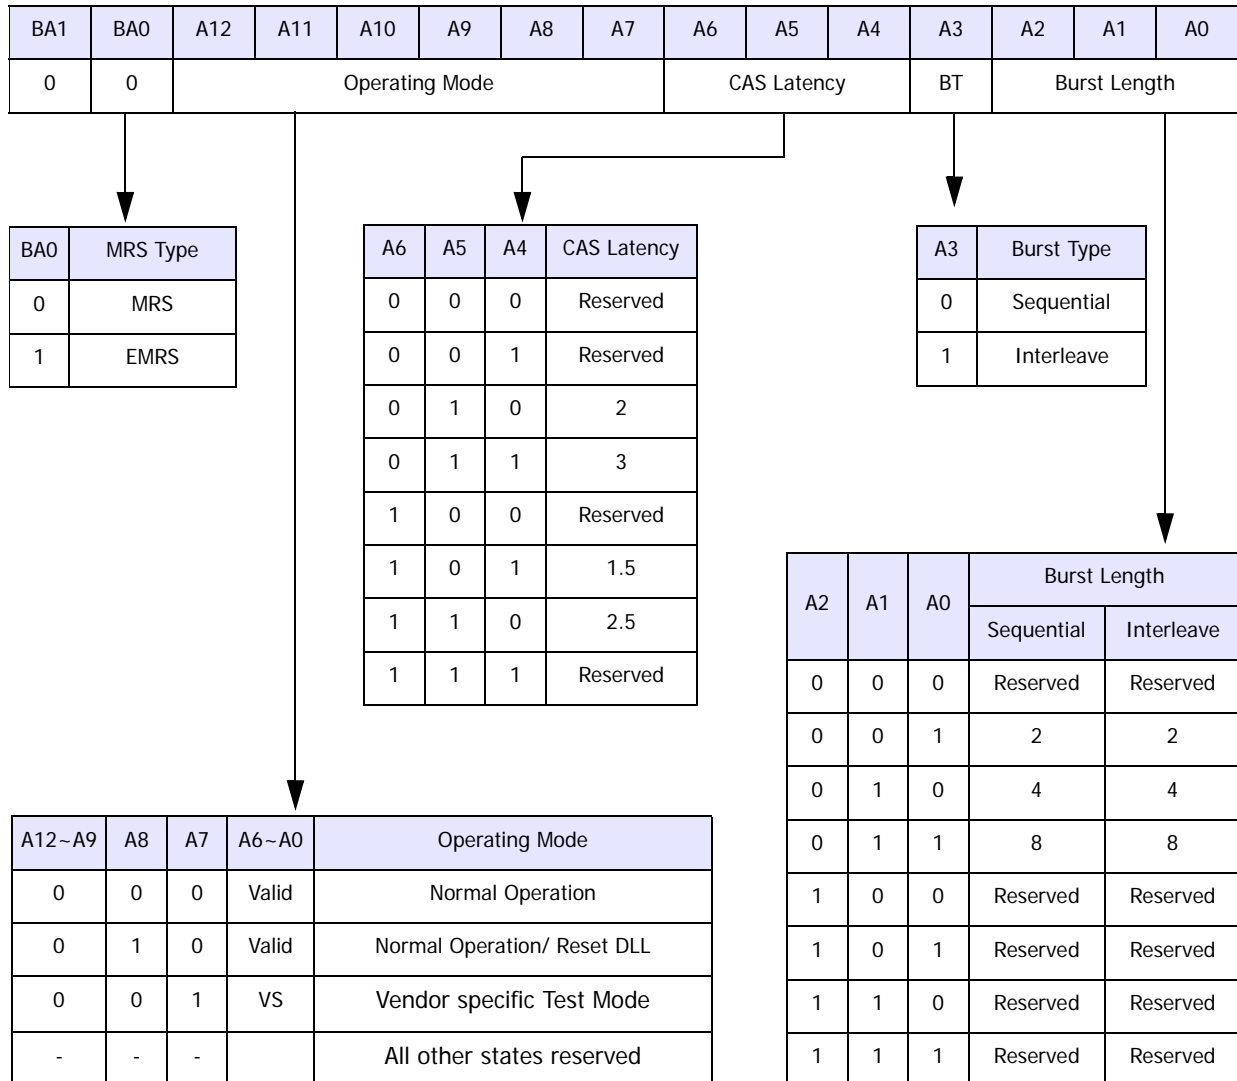 BA1 BA0 A12 A11 A10 A9 A8 A7 A6 A5 A4 A3 A2 A1 A0
0 0 Operating Mode CAS Latency BT Burst Length
BA0 MRS Type
0 MRS
1 EMRS
A6 A5 A4 CAS Latency
0 0 0 Reserved
0 0 1 Reserved
0 1 0 2
0 1 1 3
1 0 0 Reserved
1 0 1 1.5
1 1 0 2.5
1 1 1 Reserved
A3 Burst Type
0 Sequential
1 Interleave
A2 A1 A0 Burst Length
Sequential Interleave
0 0 0 Reserved Reserved
0 0 1 2 2
0 1 0 4 4
0 1 1 8 8
1 0 0 Reserved Reserved
1 0 1 Reserved Reserved
1 1 0 Reserved Reserved
1 1 1 Reserved Reserved
A12~A9 A8 A7 A6~A0 Operating Mode
0 0 0 Valid Normal Operation
0 1 0 Valid Normal Operation/ Reset DLL
0 0 1 VS Vendor specific Test Mode
- - - All other states reserved